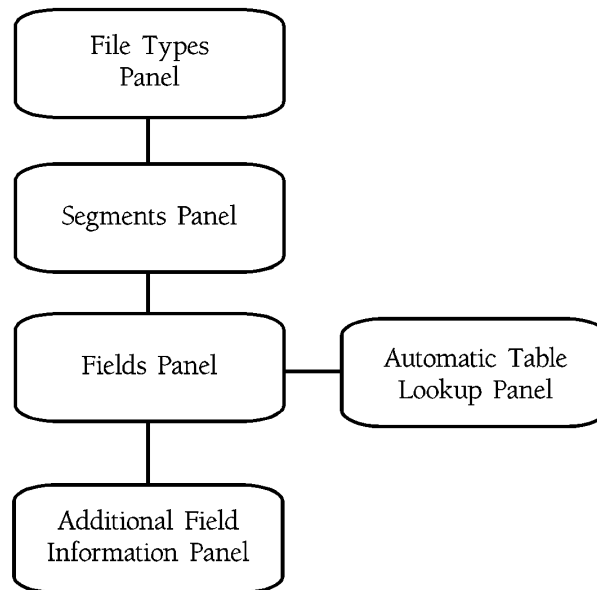 File Types
Panel
Segments Panel
Fields Panel
Automatic Table
Lookup Panel
Additional Field
Information Panel